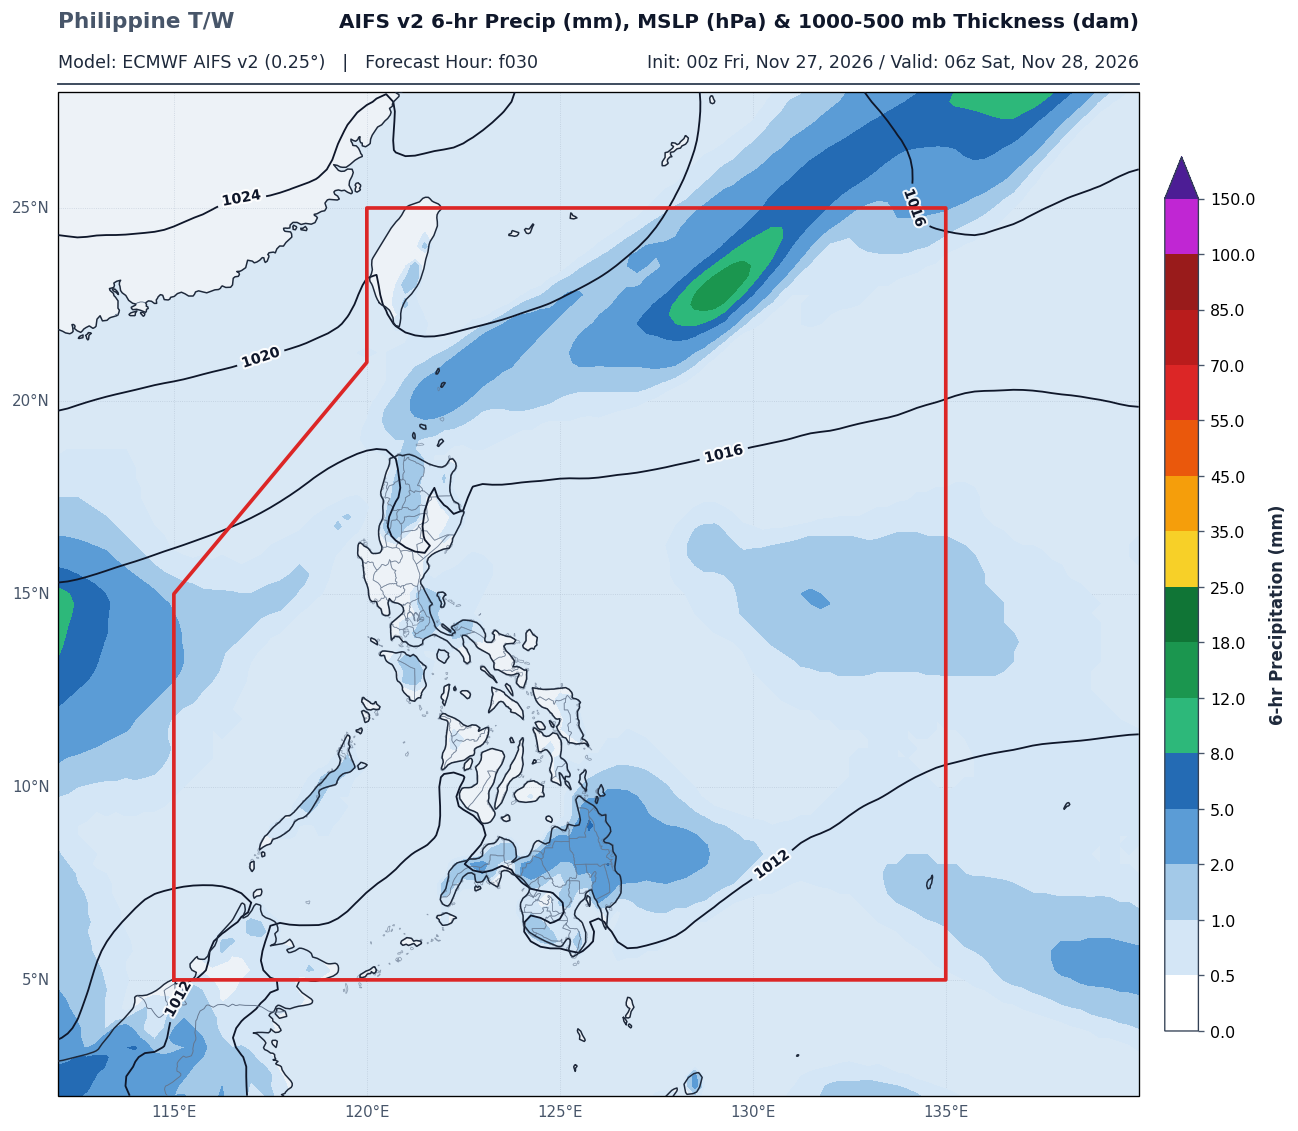 Philippine T/W
AIFS v2 6-hr Precip (mm), MSLP (hPa) & 1000-500 mb Thickness (dam)
Model: ECMWF AIFS v2 (0.25°)   |   Forecast Hour: f030
Init: 00z Fri, Nov 27, 2026 / Valid: 06z Sat, Nov 28, 2026
1024
1016
1020
1016
1012
1012
25°N
20°N
15°N
10°N
5°N
115°E
120°E
125°E
130°E
135°E
150.0
100.0
85.0
70.0
55.0
45.0
35.0
25.0
18.0
12.0
8.0
5.0
2.0
1.0
0.5
0.0
6-hr Precipitation (mm)